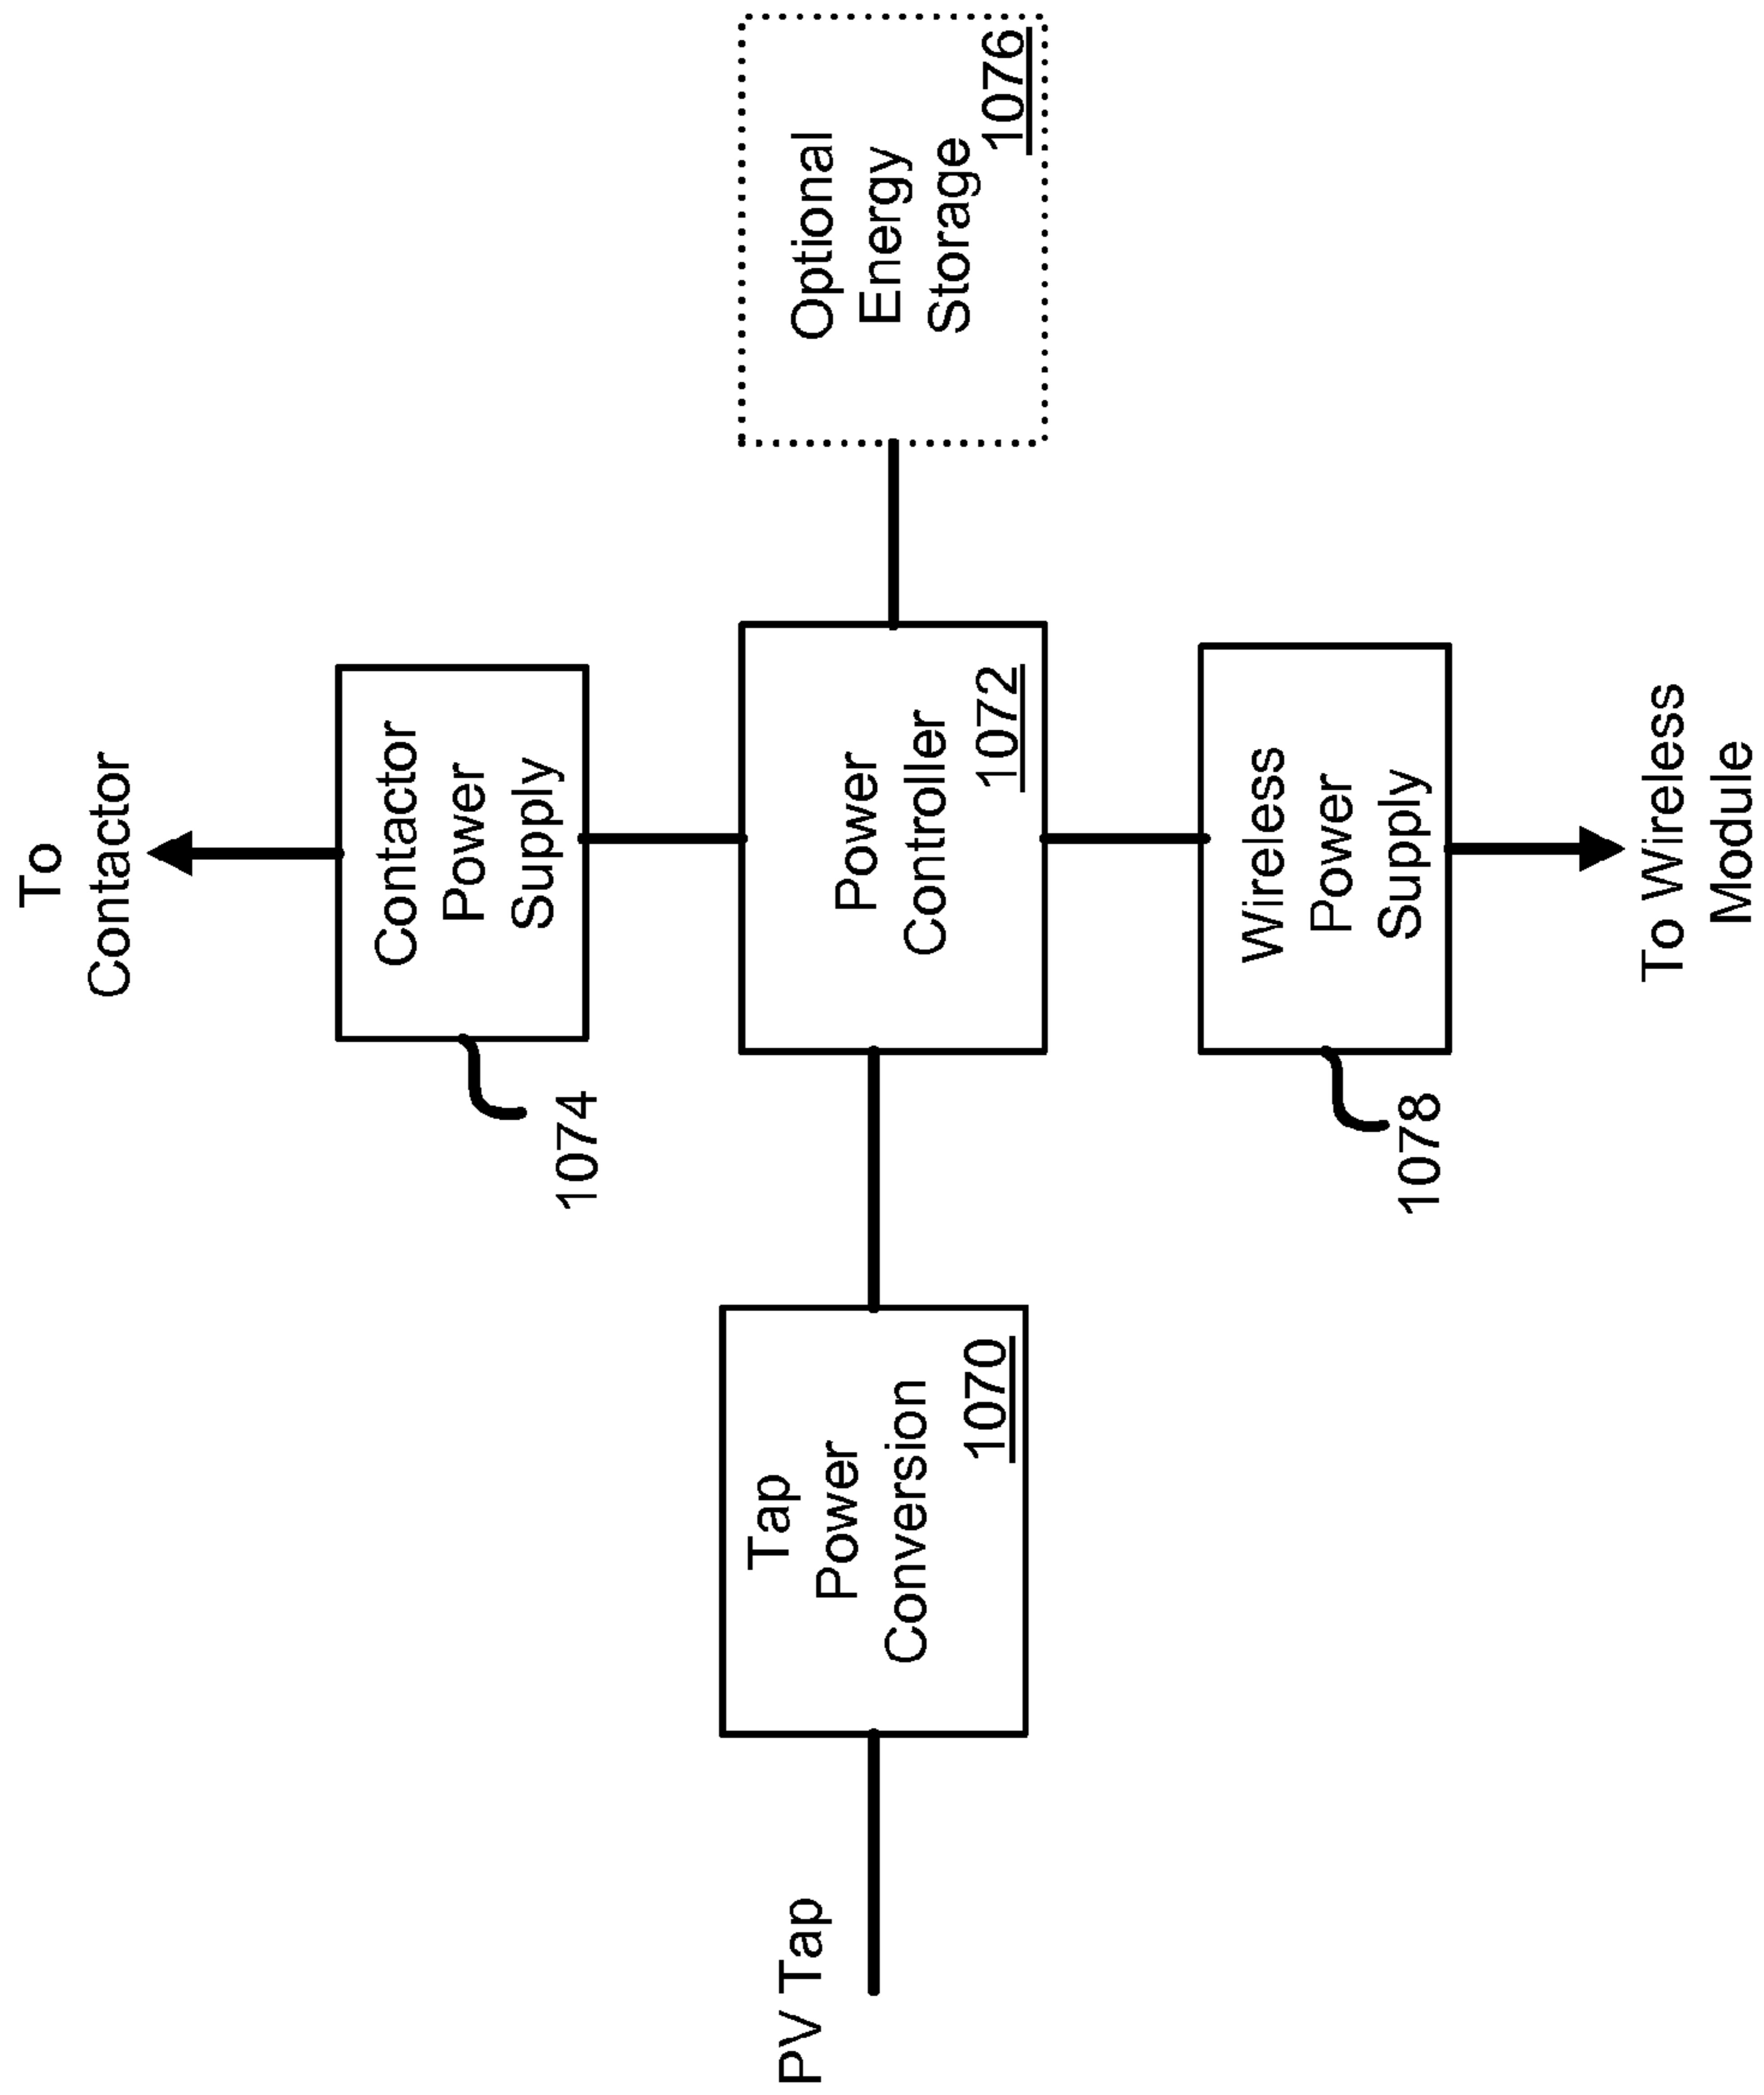 To
Contactor
Contactor
Power
Supply
1074
PV Tap
Tap
Power
Conversion
1070
Power
Controller
1072
Optional
Energy
Storage
1076
Wireless
Power
Supply
1078
To Wireless
Module